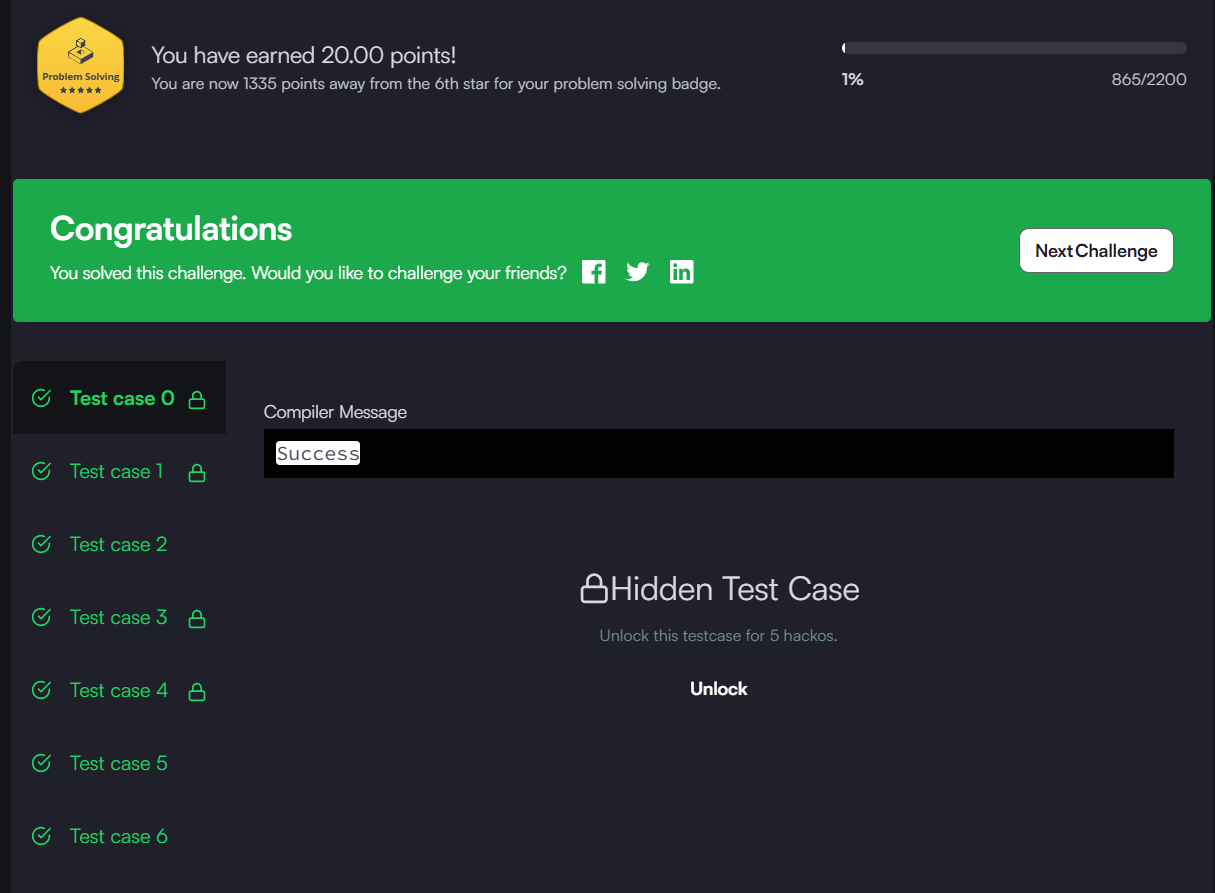 Problem Solving
You have earned 20.00 points!
You are now 1335 points away from the 6th star for your problem solving badge.
1%
865/2200
Congratulations
You solved this challenge. Would you like to challenge your friends?
Next Challenge
Test case 0
Test case 1
Test case 2
Test case 3
Test case 4
Test case 5
Test case 6
Compiler Message
Success
Hidden Test Case
Unlock this testcase for 5 hackos.
Unlock